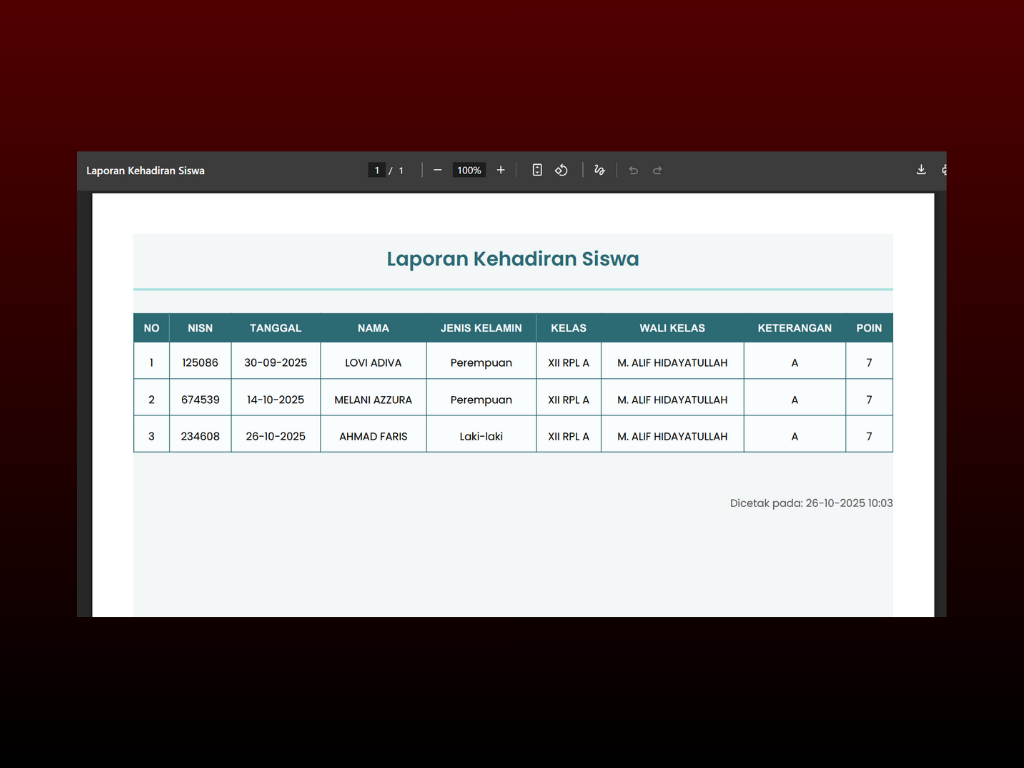 Laporan Kehadiran Siswa 1 / 1 100%
Laporan Kehadiran Siswa
NO NISN TANGGAL NAMA JENIS KELAMIN KELAS WALI KELAS KETERANGAN POIN
1 125086 30-09-2025 LOVI ADIVA Perempuan XII RPL A M. ALIF HIDAYATULLAH A 7
2 674539 14-10-2025 MELANI AZZURA Perempuan XII RPL A M. ALIF HIDAYATULLAH A 7
3 234608 26-10-2025 AHMAD FARIS Laki-laki XII RPL A M. ALIF HIDAYATULLAH A 7
Dicetak pada: 26-10-2025 10:03